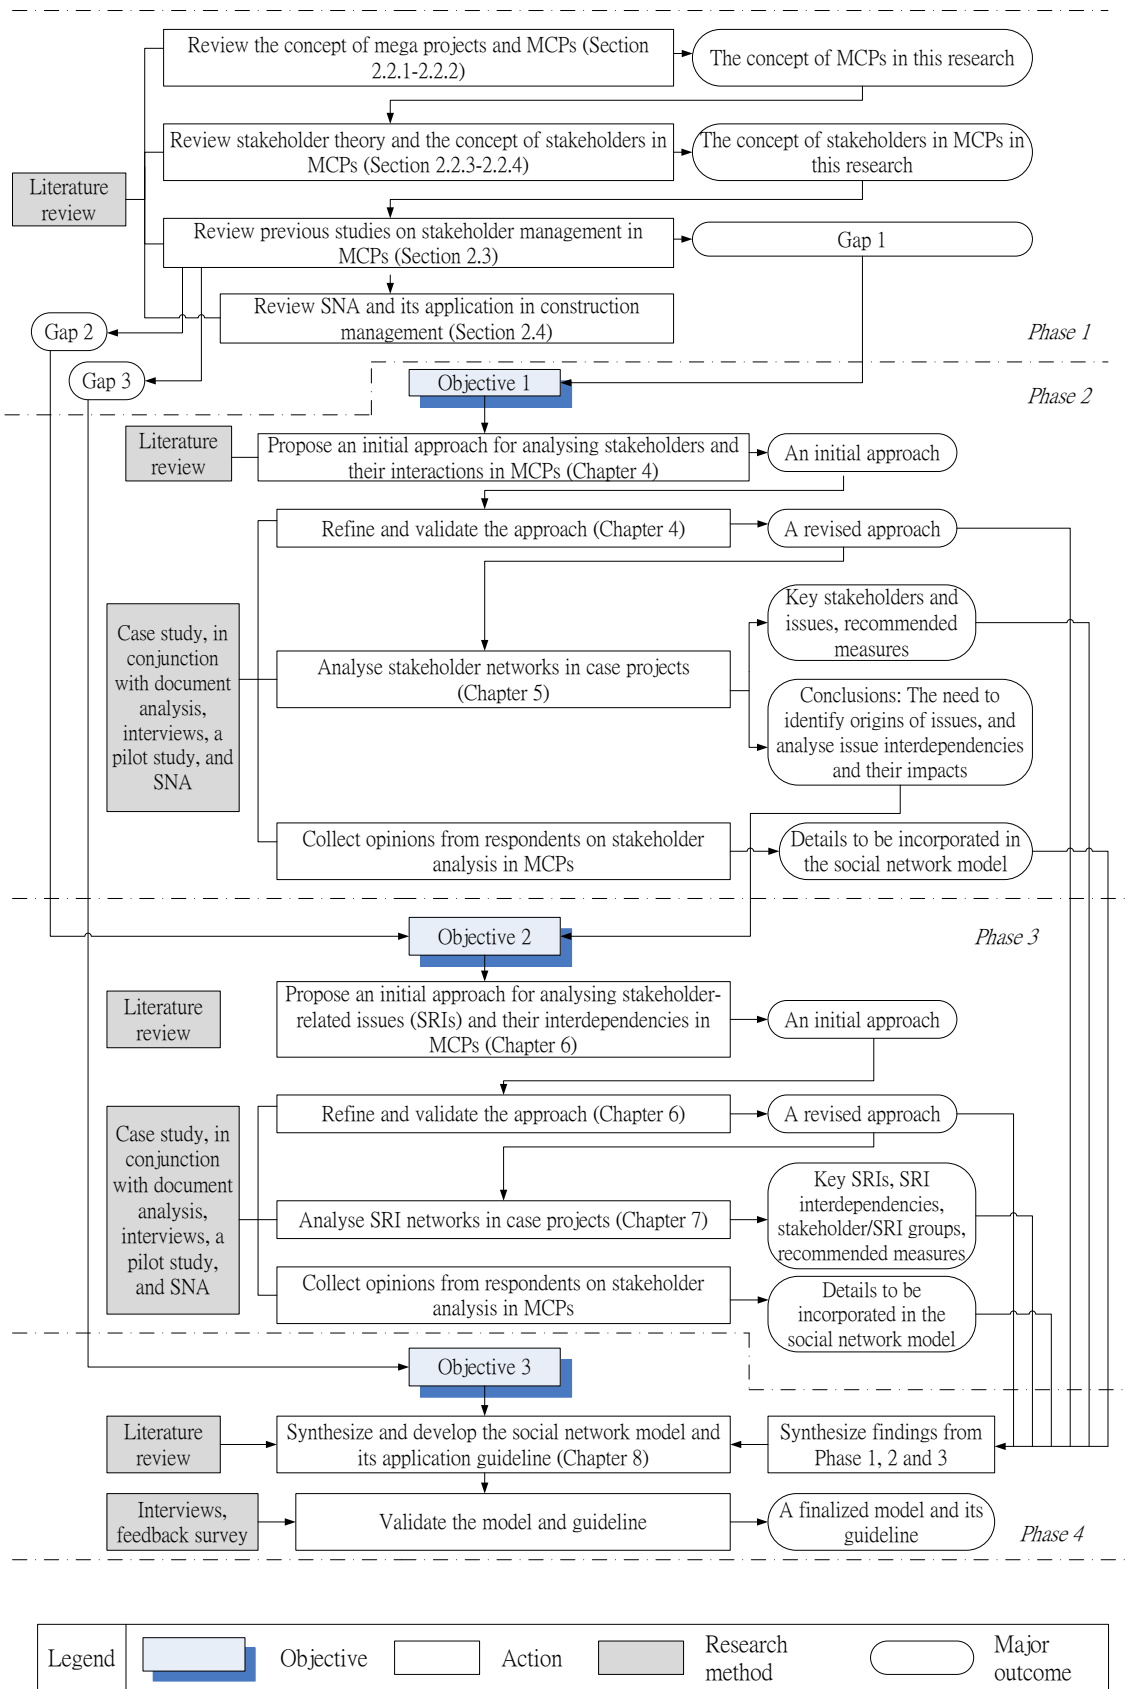 Review the concept of mega projects and MCPs (Section
2.2.1-2.2.2)
The concept of MCPs in this research
Review stakeholder theory and the concept of stakeholders in
MCPs (Section 2.2.3-2.2.4)
The concept of stakeholders in MCPs in
this research
Literature
review
Review previous studies on stakeholder management in
MCPs (Section 2.3)
Gap 1
Review SNA and its application in construction
management (Section 2.4)
Gap 2
Phase 1
Gap 3
Objective 1
Phase 2
Literature
review
Propose an initial approach for analysing stakeholders and
their interactions in MCPs (Chapter 4)
An initial approach
Refine and validate the approach (Chapter 4)
A revised approach
Key stakeholders and
issues, recommended
measures
Case study, in
conjunction
with document
analysis,
interviews, a
pilot study, and
SNA
Analyse stakeholder networks in case projects
(Chapter 5)
Conclusions: The need to
identify origins of issues, and
analyse issue interdependencies
and their impacts
Collect opinions from respondents on stakeholder
analysis in MCPs
Details to be incorporated in
the social network model
Objective 2
Phase 3
Literature
review
Propose an initial approach for analysing stakeholder-
related issues (SRIs) and their interdependencies in
MCPs (Chapter 6)
An initial approach
Refine and validate the approach (Chapter 6)
A revised approach
Case study, in
conjunction
with document
analysis,
interviews, a
pilot study,
and SNA
Analyse SRI networks in case projects (Chapter 7)
Key SRIs, SRI
interdependencies,
stakeholder/SRI groups,
recommended measures
Collect opinions from respondents on stakeholder
analysis in MCPs
Details to be
incorporated in the
social network model
Objective 3
Literature
review
Synthesize and develop the social network model and
its application guideline (Chapter 8)
Synthesize findings from
Phase 1, 2 and 3
Interviews,
feedback survey
Validate the model and guideline
A finalized model and its
guideline
Phase 4
Legend
Objective
Action
Research
method
Major
outcome